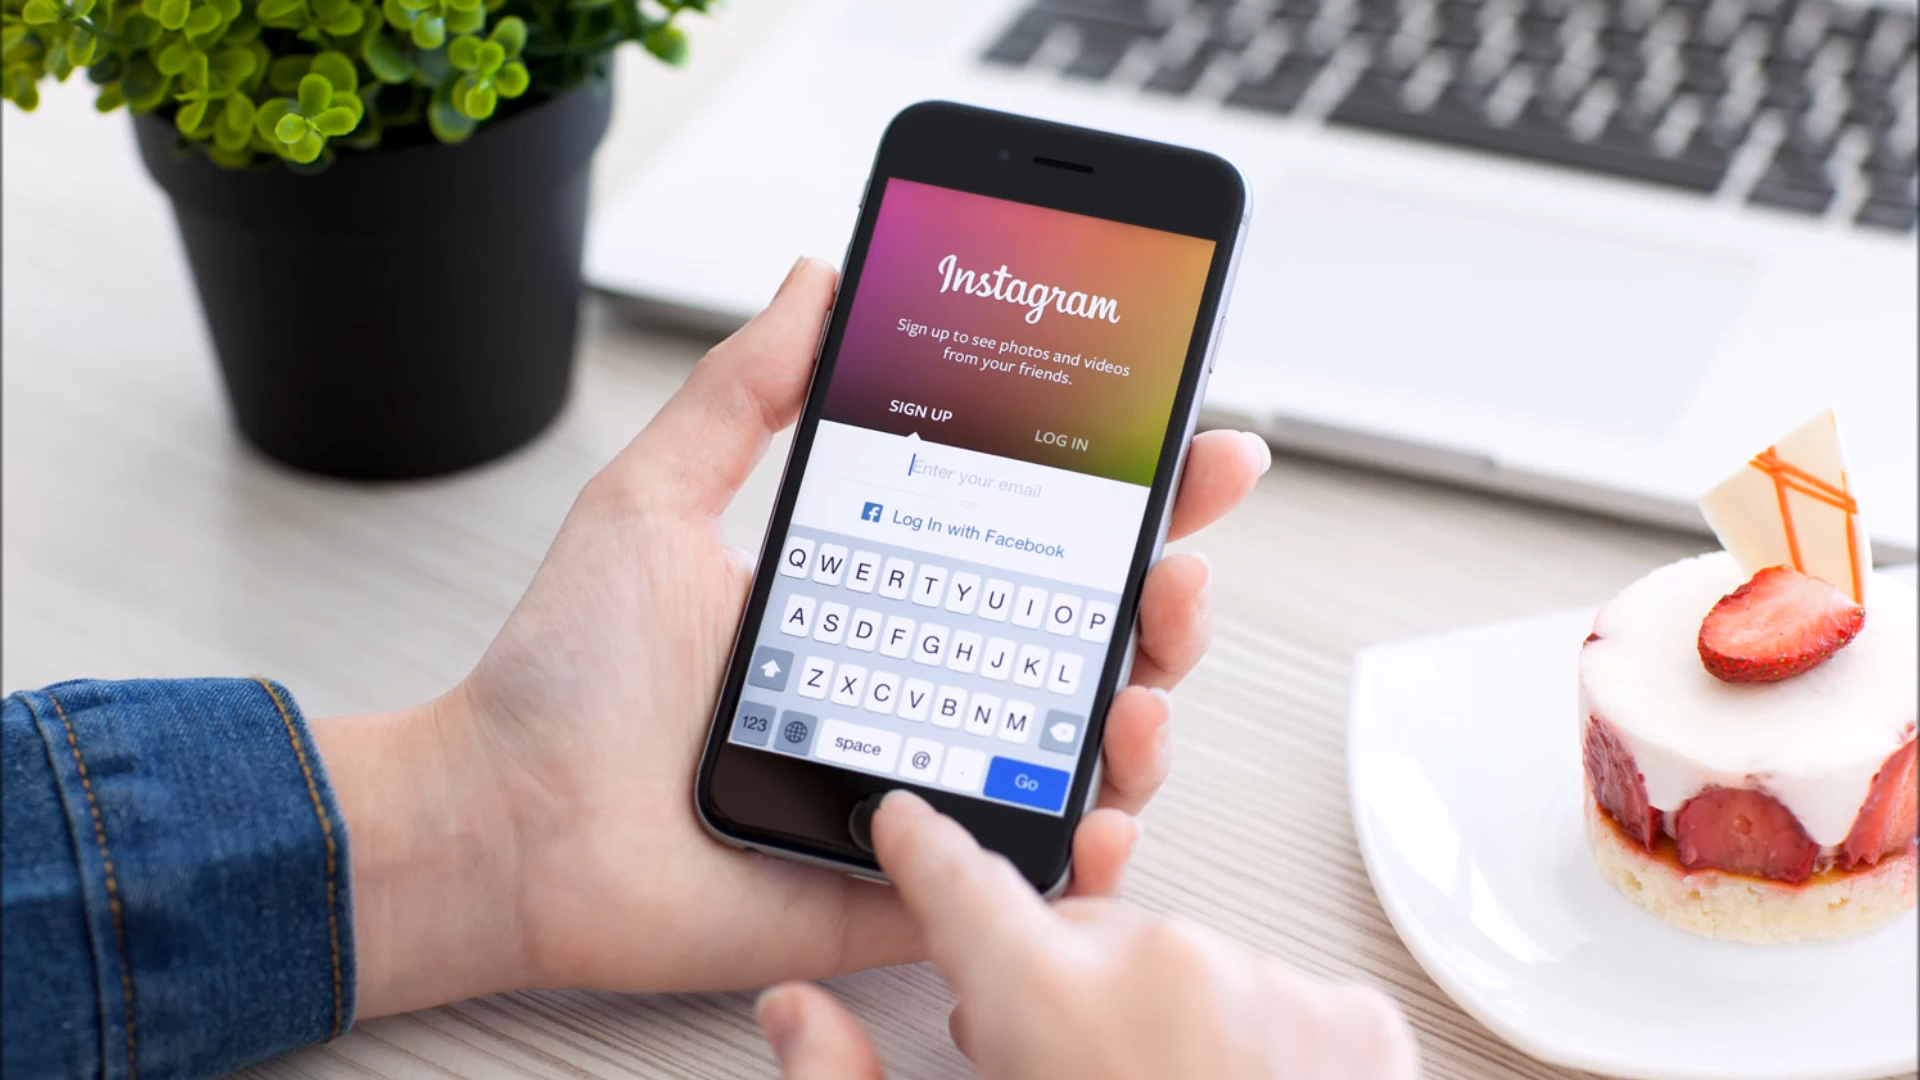 Instagram
Sign up to see photos and videos
from your friends.
SIGN UP LOG IN
Enter your email
OR
f Log In with Facebook
Q W E R T Y U I O P
A S D F G H J K L
Z X C V B N M
123 space @ . Go